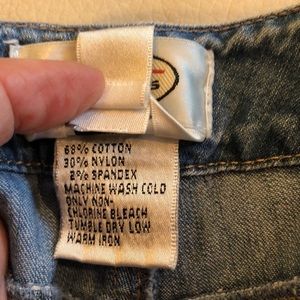 68% COTTON
30% NYLON
2% SPANDEX
MACHINE WASH COLD
ONLY NON-
CHLORINE BLEACH
TUMBLE DRY LOW
WARM IRON